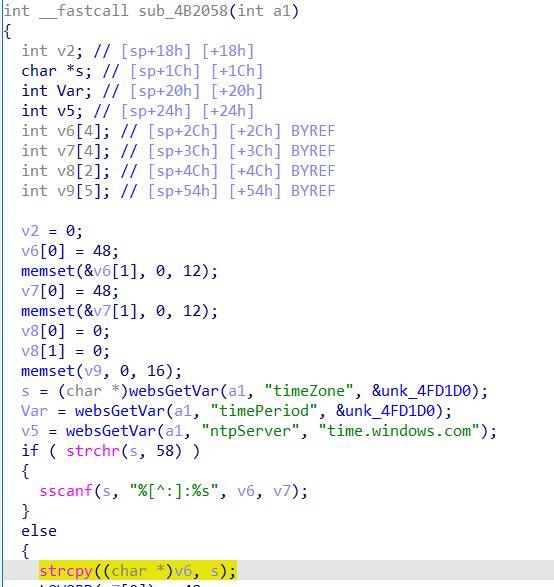 int __fastcall sub_4B2058(int a1)
{
  int v2; // [sp+18h] [+18h]
  char *s; // [sp+1Ch] [+1Ch]
  int Var; // [sp+20h] [+20h]
  int v5; // [sp+24h] [+24h]
  int v6[4]; // [sp+2Ch] [+2Ch] BYREF
  int v7[4]; // [sp+3Ch] [+3Ch] BYREF
  int v8[2]; // [sp+4Ch] [+4Ch] BYREF
  int v9[5]; // [sp+54h] [+54h] BYREF
  v2 = 0;
  v6[0] = 48;
  memset(&v6[1], 0, 12);
  v7[0] = 48;
  memset(&v7[1], 0, 12);
  v8[0] = 0;
  v8[1] = 0;
  memset(v9, 0, 16);
  s = (char *)websGetVar(a1, "timeZone", &unk_4FD1D0);
  Var = websGetVar(a1, "timePeriod", &unk_4FD1D0);
  v5 = websGetVar(a1, "ntpServer", "time.windows.com");
  if ( strchr(s, 58) )
  {
    sscanf(s, "%[^:]:%s", v6, v7);
  }
  else
  {
    strcpy((char *)v6, s);